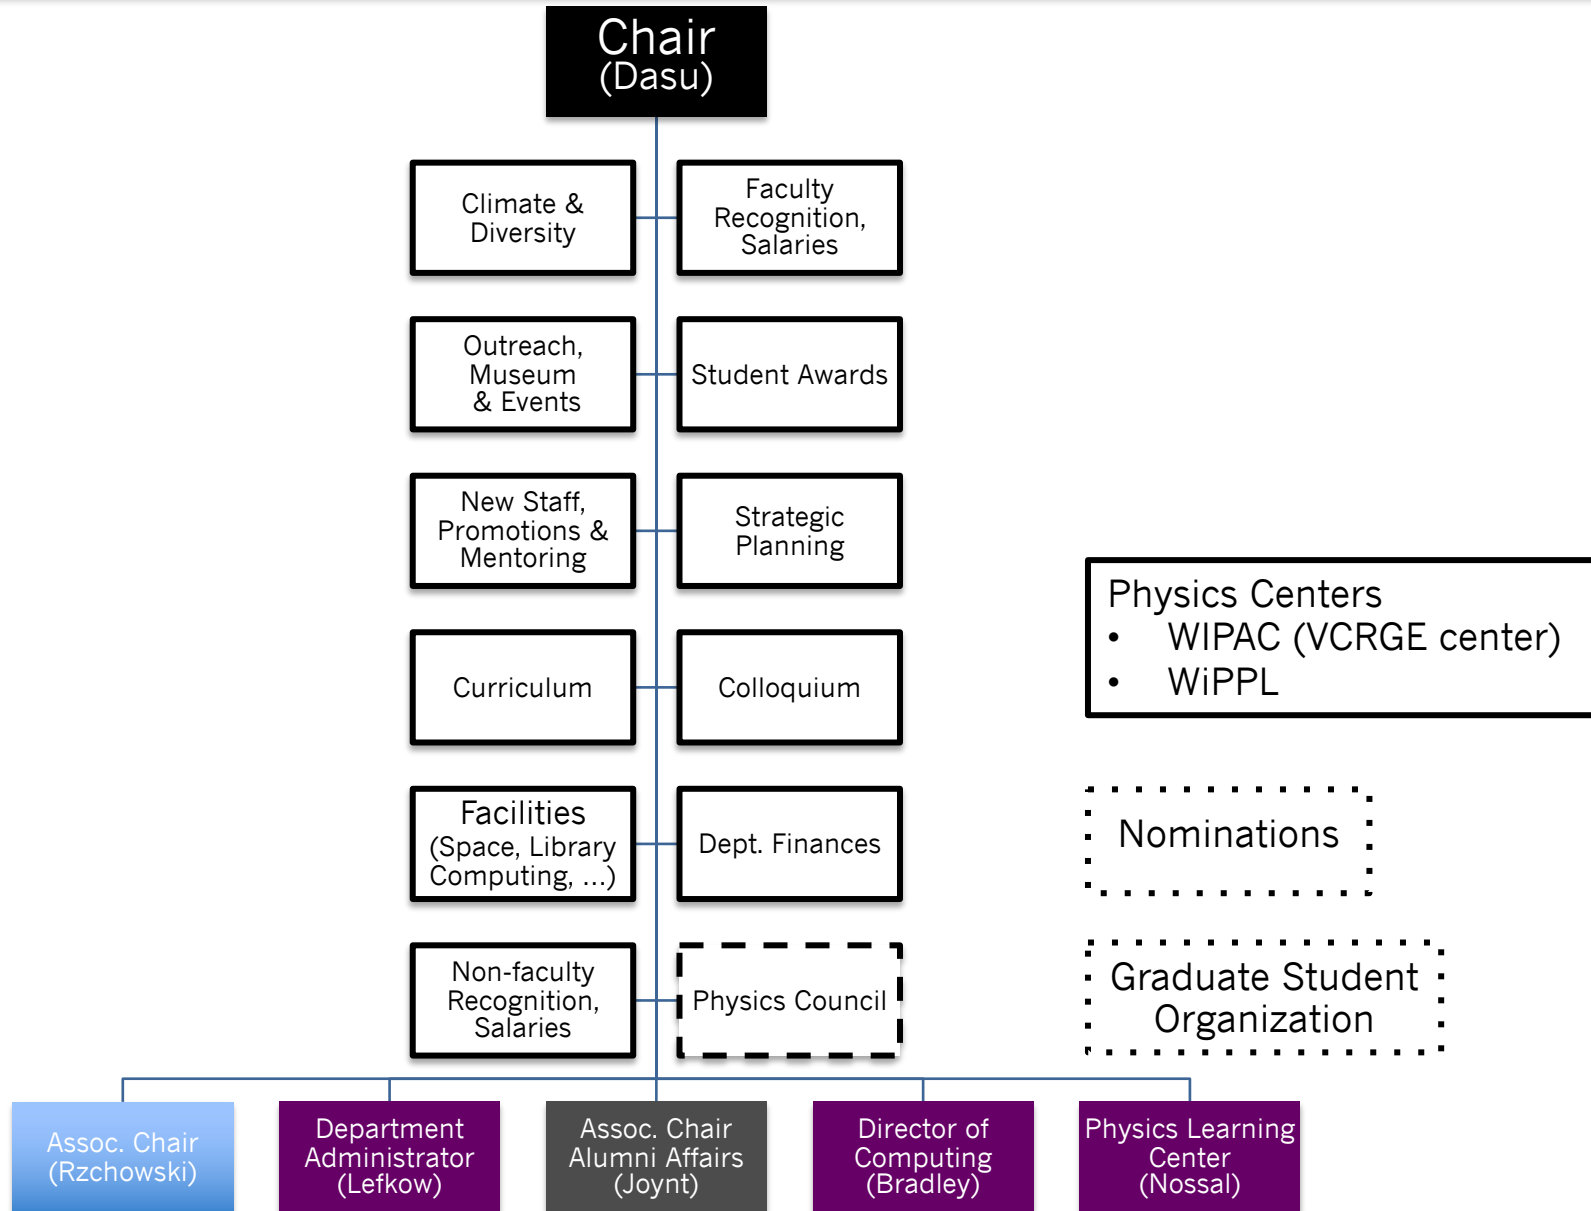 Chair
(Dasu)
Climate &
Diversity
Faculty
Recognition,
Salaries
Outreach,
Museum
& Events
Student Awards
New Staff,
Promotions &
Mentoring
Strategic
Planning
Curriculum
Colloquium
Facilities
(Space, Library
Computing, ...)
Dept. Finances
Non-faculty
Recognition,
Salaries
Physics Council
Physics Centers
• WIPAC (VCRGE center)
• WiPPL
Nominations
Graduate Student
Organization
Assoc. Chair
(Rzchowski)
Department
Administrator
(Lefkow)
Assoc. Chair
Alumni Affairs
(Joynt)
Director of
Computing
(Bradley)
Physics Learning
Center
(Nossal)